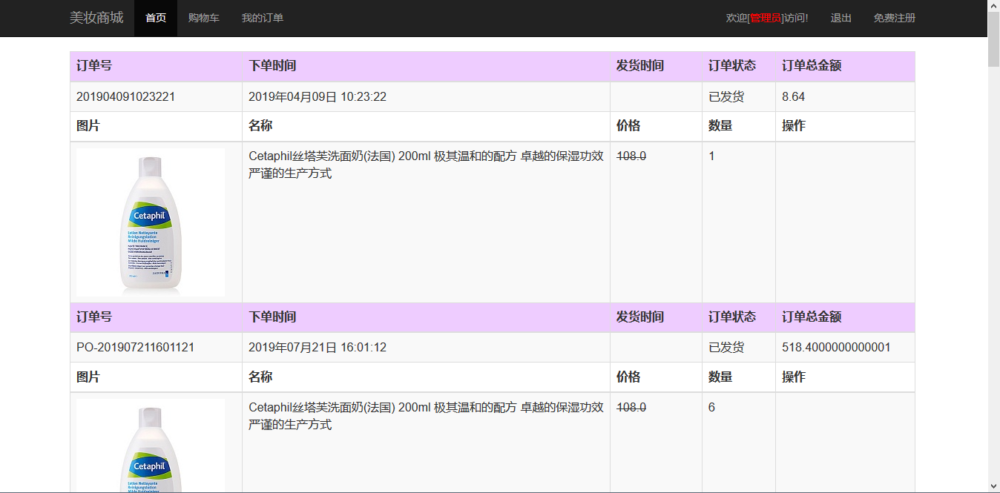 美妆商城 首页 购物车 我的订单 欢迎[管理员]访问! 退出 免费注册
订单号 下单时间 发货时间 订单状态 订单总金额
201904091023221 2019年04月09日 10:23:22 已发货 8.64
图片 名称 价格 数量 操作
Cetaphil丝塔芙洗面奶(法国) 200ml 极其温和的配方 卓越的保湿功效 108.0 1
严谨的生产方式
Cetaphil
Lotion Nettoyante
Reinigungslotion
Milde Huidreiniger
订单号 下单时间 发货时间 订单状态 订单总金额
PO-201907211601121 2019年07月21日 16:01:12 已发货 518.4000000000001
图片 名称 价格 数量 操作
Cetaphil丝塔芙洗面奶(法国) 200ml 极其温和的配方 卓越的保湿功效 108.0 6
严谨的生产方式
Cetaphil
Lotion Nettoyante
Reinigungslotion
Milde Huidreiniger